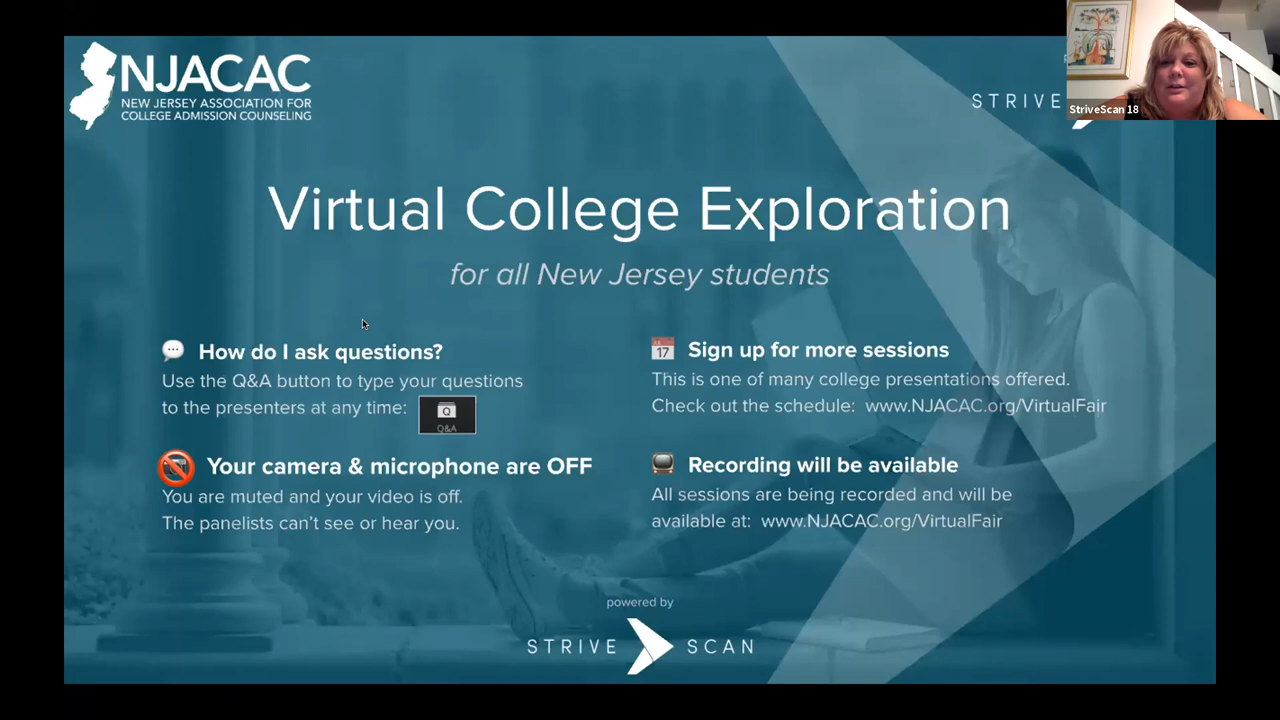 NJACAC
NEW JERSEY ASSOCIATION FOR
COLLEGE ADMISSION COUNSELING
STRIVE
StriveScan 18
Virtual College Exploration
for all New Jersey students
How do I ask questions?
Use the Q&A button to type your questions
to the presenters at any time:
Q
Q&A
Your camera & microphone are OFF
You are muted and your video is off.
The panelists can't see or hear you.
17
Sign up for more sessions
This is one of many college presentations offered.
Check out the schedule: www.NJACAC.org/VirtualFair
Recording will be available
All sessions are being recorded and will be
available at: www.NJACAC.org/VirtualFair
powered by
STRIVE SCAN